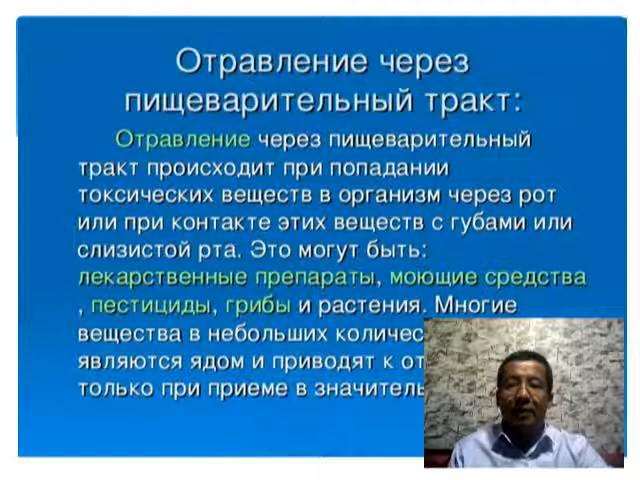 Отравление через
пищеварительный тракт:
Отравление через пищеварительный
тракт происходит при попадании
токсических веществ в организм через рот
или при контакте этих веществ с губами или
слизистой рта. Это могут быть:
лекарственные препараты, моющие средства
, пестициды, грибы и растения. Многие
вещества в небольших
являются ядом и приводят к
только при приеме в